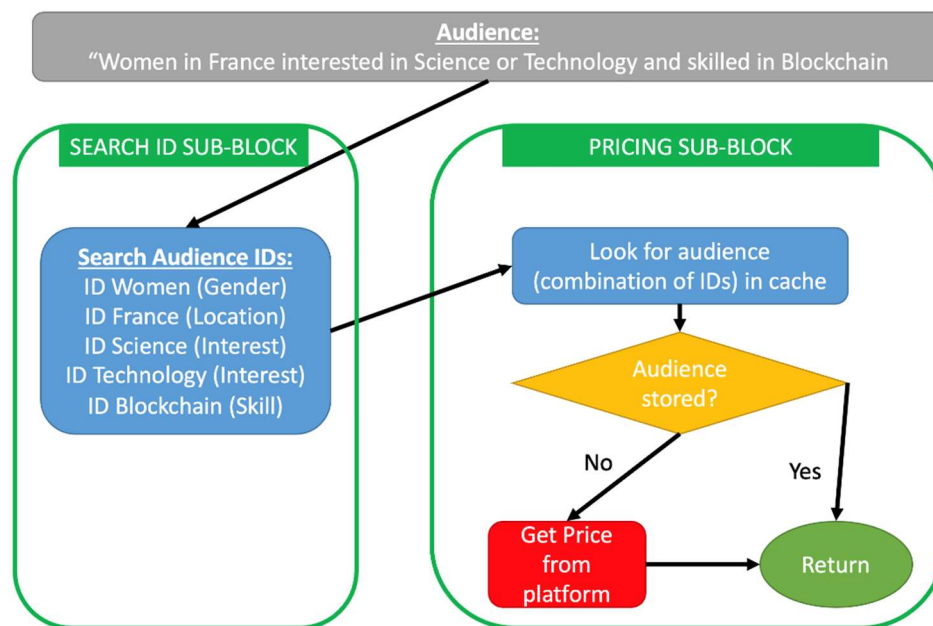 Audience:
“Women in France interested in Science or Technology and skilled in Blockchain
SEARCH ID SUB-BLOCK
Search Audience IDs:
ID Women (Gender)
ID France (Location)
ID Science (Interest)
ID Technology (Interest)
ID Blockchain (Skill)
PRICING SUB-BLOCK
Look for audience
(combination of IDs) in cache
Audience
stored?
No
Yes
Get Price
from
platform
Return